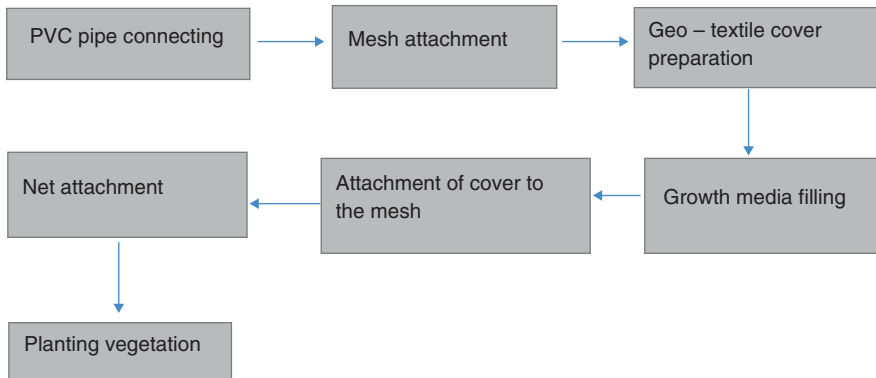 PVC pipe connecting
Mesh attachment
Geo – textile cover
preparation
Growth media filling
Attachment of cover to
the mesh
Net attachment
Planting vegetation